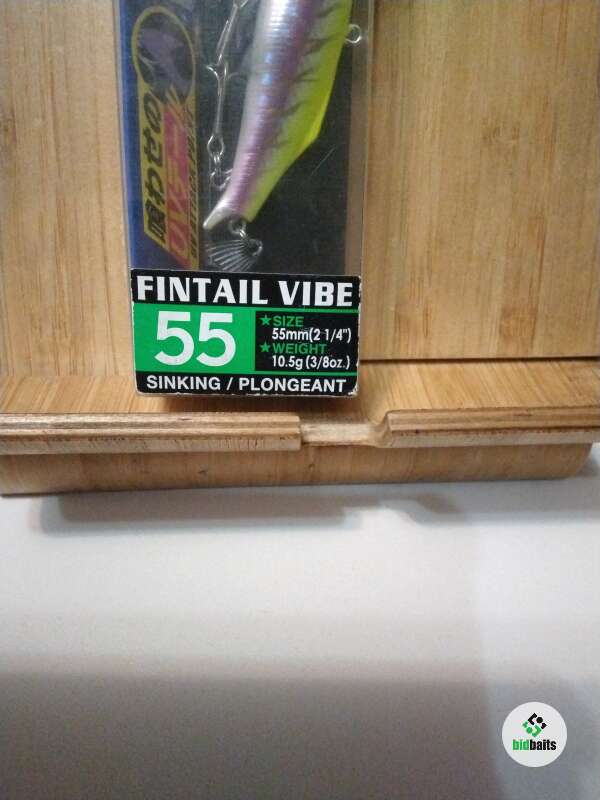 FINTAIL VIBE
55
★SIZE
55mm(2 1/4")
★WEIGHT
10.5g(3/8oz.)
SINKING / PLONGEANT
bidbaits